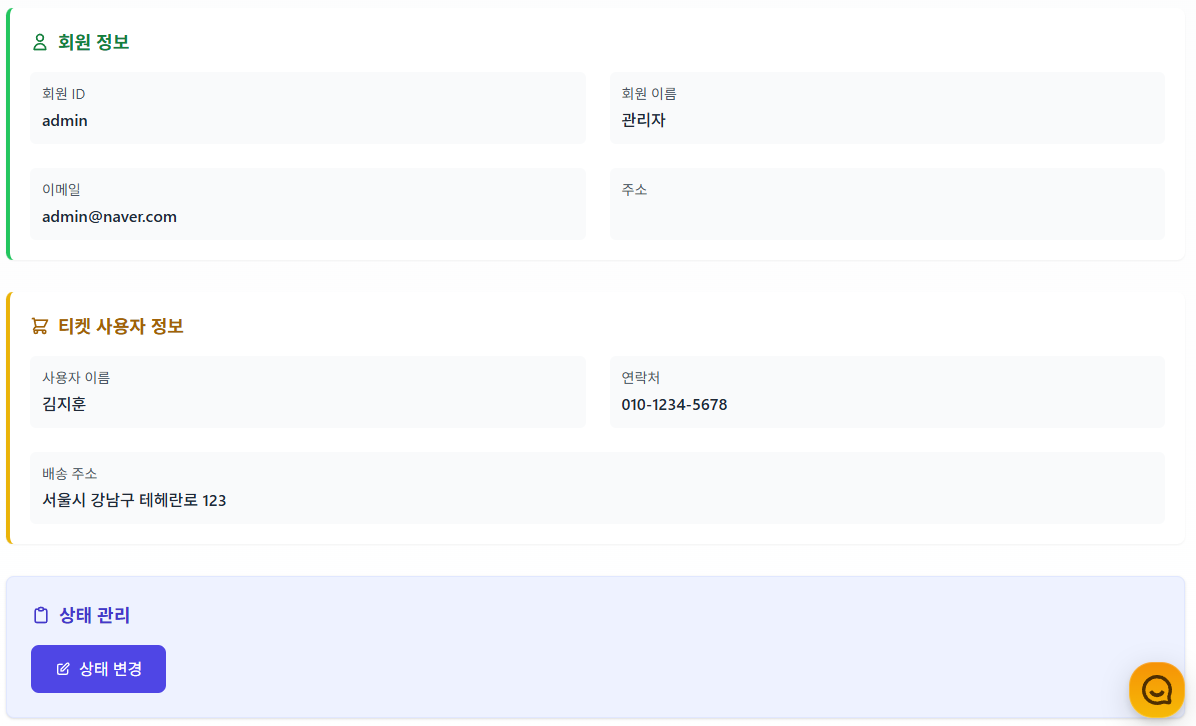 회원 정보
회원 ID
admin
회원 이름
관리자
이메일
admin@naver.com
주소
티켓 사용자 정보
사용자 이름
김지훈
연락처
010-1234-5678
배송 주소
서울시 강남구 테헤란로 123
상태 관리
상태 변경